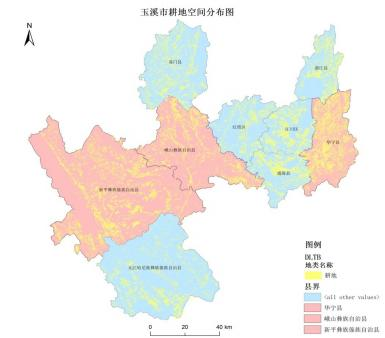 玉溪市耕地空间分布图
N
易门县
澄江县
红塔区
江川区
华宁县
通海县
峨山彝族自治县
新平彝族傣族自治县
元江哈尼族彝族傣族自治县
图例
DLTB
地类名称
耕地
县界
(all other values)
华宁县
峨山彝族自治县
新平彝族傣族自治县
0 20 40 km